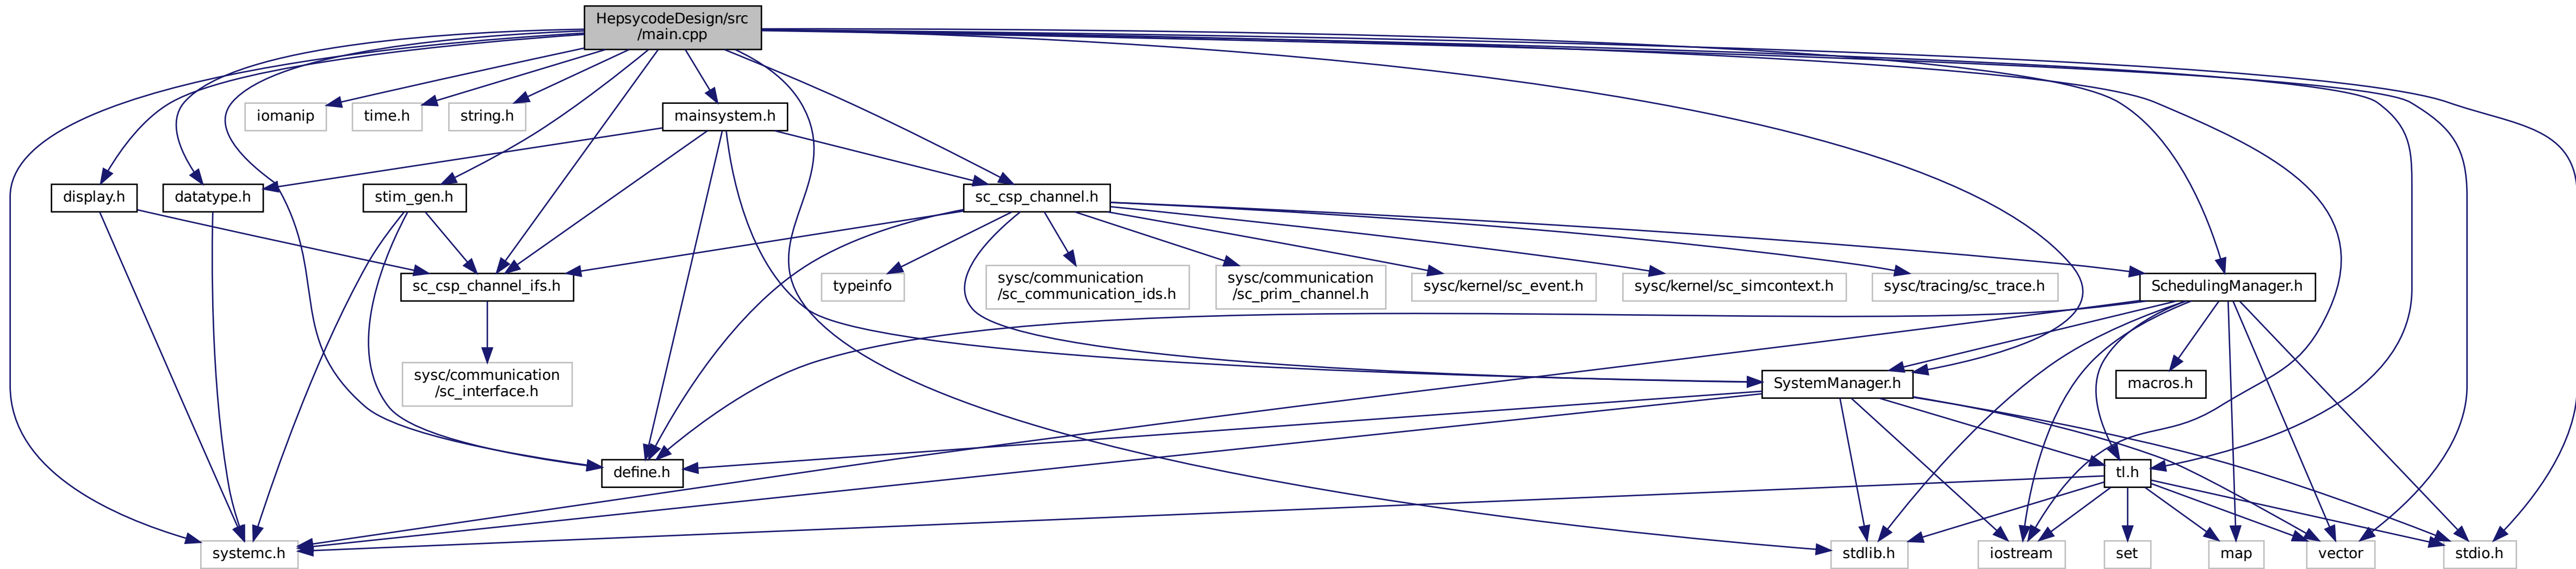 HepsycodeDesign/src
/main.cpp
iomanip
time.h
string.h
mainsystem.h
display.h
datatype.h
stim_gen.h
sc_csp_channel.h
sc_csp_channel_ifs.h
typeinfo
sysc/communication
/sc_communication_ids.h
sysc/communication
/sc_prim_channel.h
sysc/kernel/sc_event.h
sysc/kernel/sc_simcontext.h
sysc/tracing/sc_trace.h
SchedulingManager.h
sysc/communication
/sc_interface.h
SystemManager.h
macros.h
define.h
tl.h
systemc.h
stdlib.h
iostream
set
map
vector
stdio.h